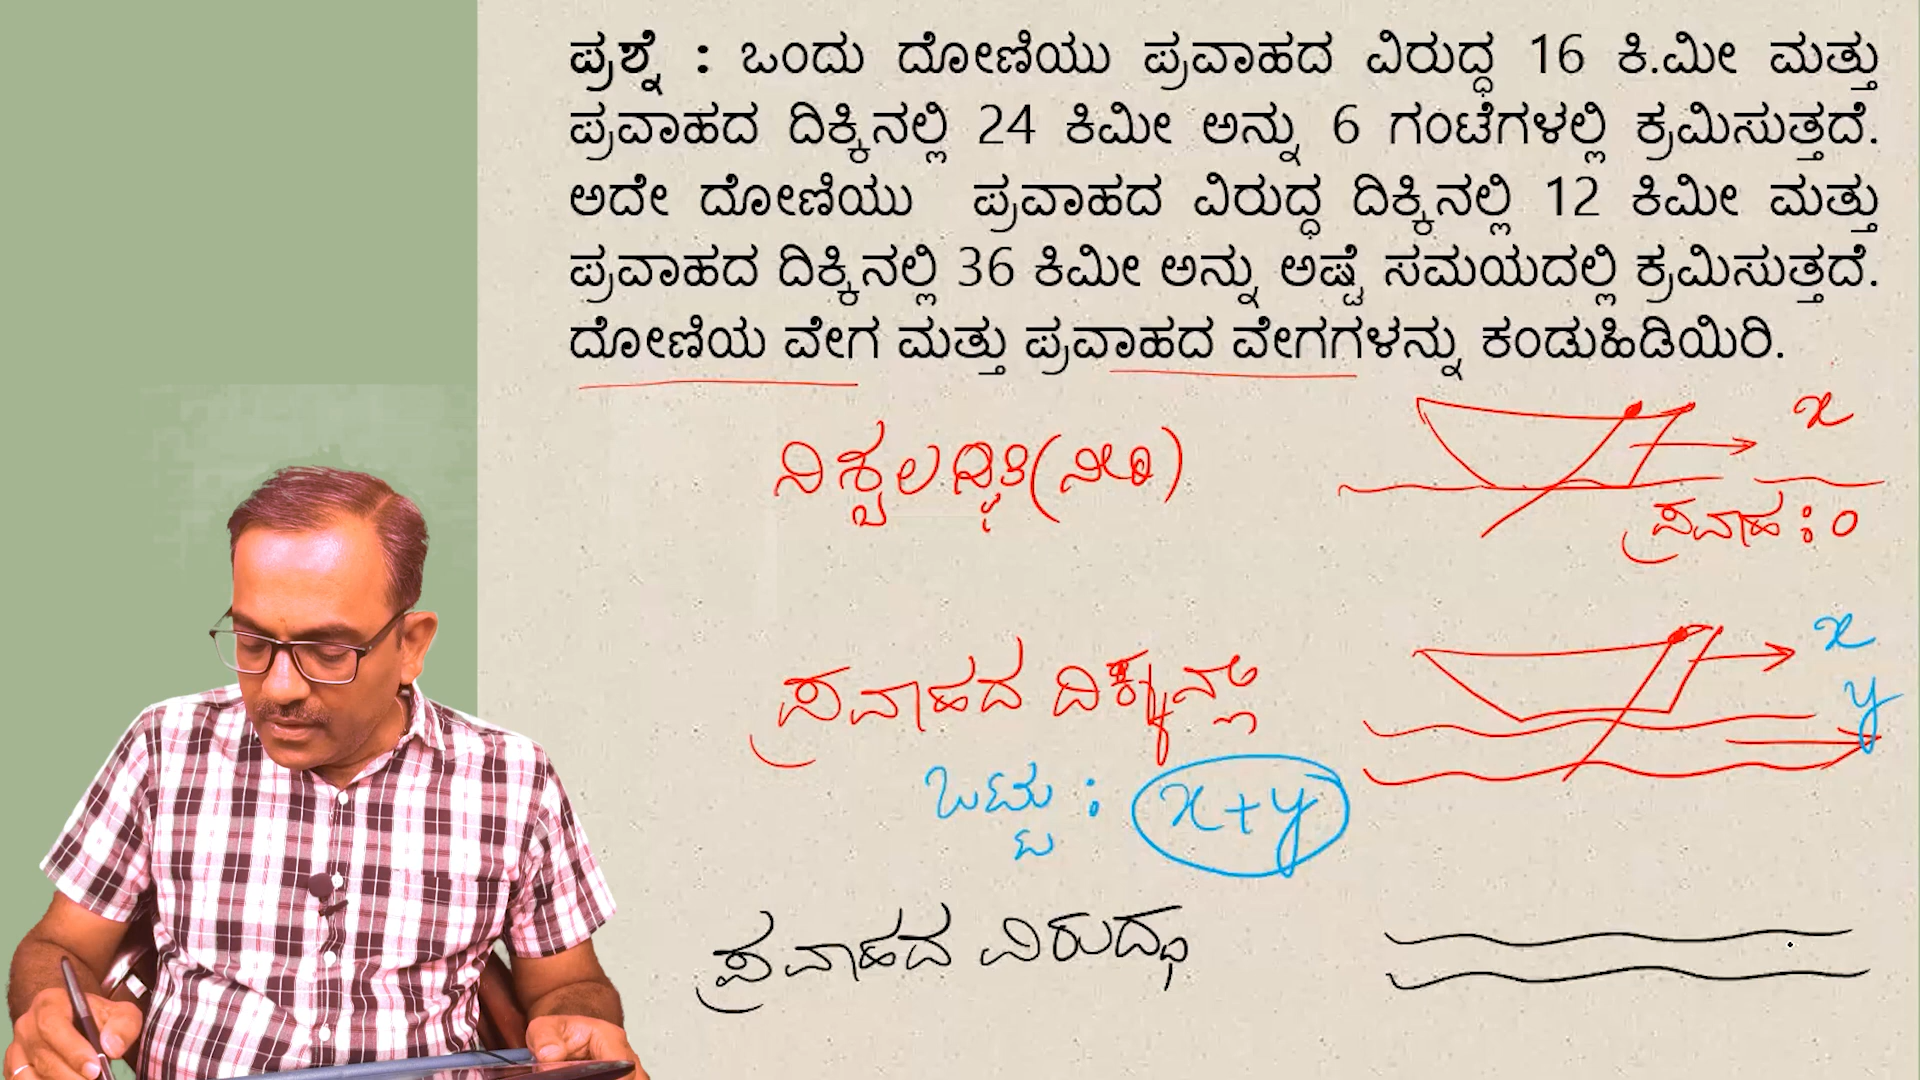 ಪ್ರಶ್ನೆ : ಒಂದು ದೋಣಿಯು ಪ್ರವಾಹದ ವಿರುದ್ಧ 16 ಕಿ.ಮೀ ಮತ್ತು
ಪ್ರವಾಹದ ದಿಕ್ಕಿನಲ್ಲಿ 24 ಕಿಮೀ ಅನ್ನು 6 ಗಂಟೆಗಳಲ್ಲಿ ಕ್ರಮಿಸುತ್ತದೆ.
ಅದೇ ದೋಣಿಯು ಪ್ರವಾಹದ ವಿರುದ್ಧ ದಿಕ್ಕಿನಲ್ಲಿ 12 ಕಿಮೀ ಮತ್ತು
ಪ್ರವಾಹದ ದಿಕ್ಕಿನಲ್ಲಿ 36 ಕಿಮೀ ಅನ್ನು ಅಷ್ಟೆ ಸಮಯದಲ್ಲಿ ಕ್ರಮಿಸುತ್ತದೆ.
ದೋಣಿಯ ವೇಗ ಮತ್ತು ಪ್ರವಾಹದ ವೇಗಗಳನ್ನು ಕಂಡುಹಿಡಿಯಿರಿ.
x
ಪ್ರವಾಹ : 0
x
y
ಪ್ರವಾಹದ
ಒಟ್ಟು : x+y
ಪ್ರವಾಹದ ವಿರುದ್ಧ